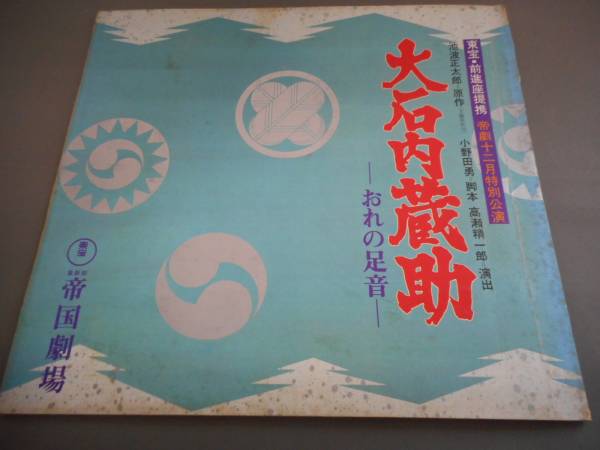 東宝・前進座提携 帝劇十二月特別公演
池波正太郎 原作
小野田勇 脚本 高瀬精一郎 演出
大石内蔵助
―おれの足音―
東宝
帝国劇場